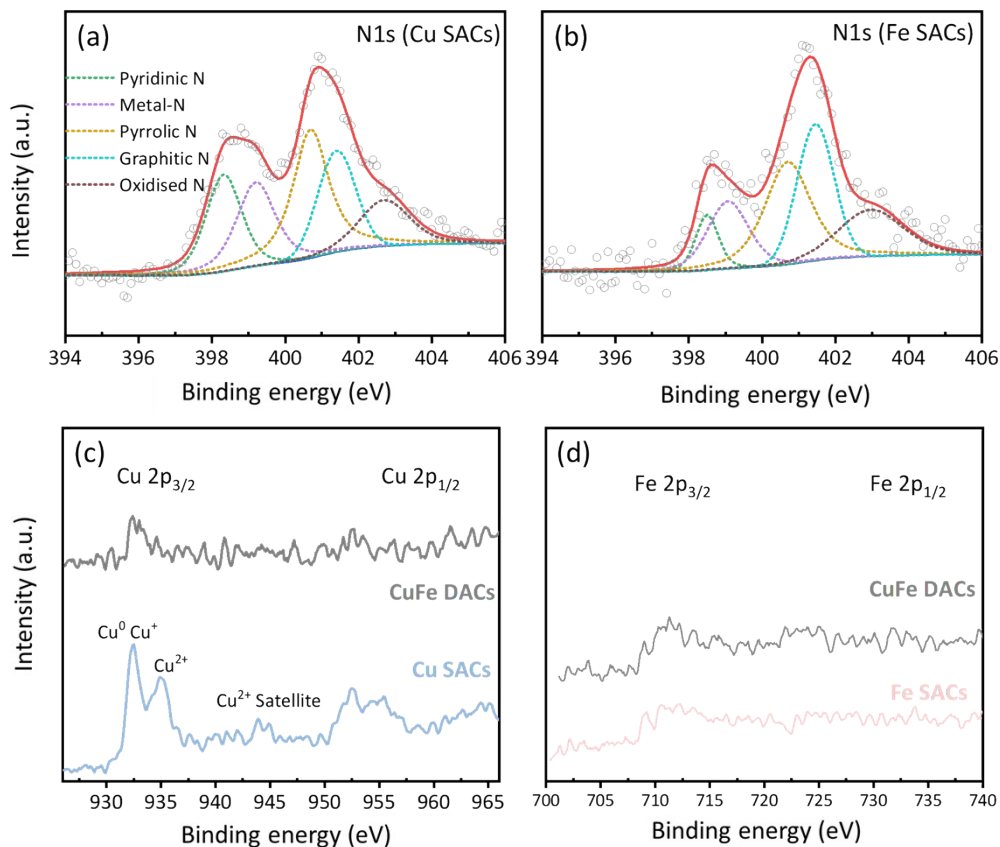 (a)
N1s (Cu SACs)
Pyridinic N
Metal-N
Pyrrolic N
Graphitic N
Oxidised N
Intensity (a.u.)
394 396 398 400 402 404 406
Binding energy (eV)
(b)
N1s (Fe SACs)
394 396 398 400 402 404 406
Binding energy (eV)
(c)
Cu 2p3/2
Cu 2p1/2
CuFe DACs
Cu⁰ Cu⁺
Cu²⁺
Cu SACs
Cu²⁺ Satellite
Intensity (a.u.)
930 935 940 945 950 955 960 965
Binding energy (eV)
(d)
Fe 2p3/2
Fe 2p1/2
CuFe DACs
Fe SACs
700 705 710 715 720 725 730 735 740
Binding energy (eV)